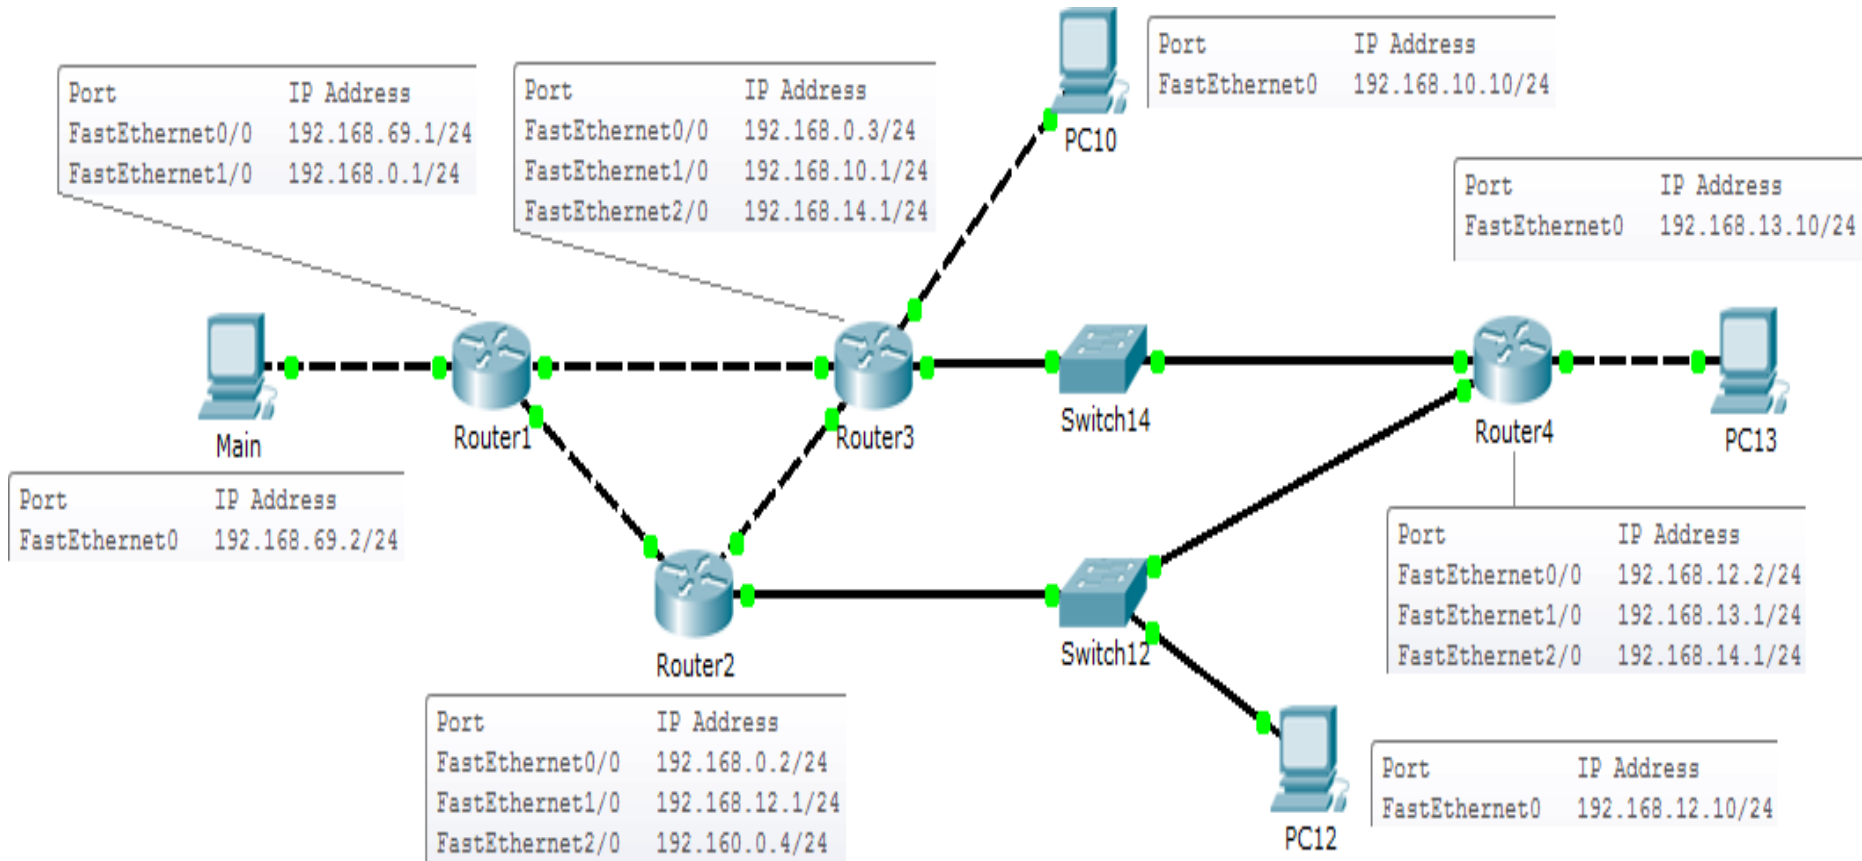 Port IP Address
FastEthernet0/0 192.168.69.1/24
FastEthernet1/0 192.168.0.1/24
Port IP Address
FastEthernet0/0 192.168.0.3/24
FastEthernet1/0 192.168.10.1/24
FastEthernet2/0 192.168.14.1/24
PC10
Port IP Address
FastEthernet0 192.168.10.10/24
Port IP Address
FastEthernet0 192.168.13.10/24
Main
Router1
Router3
Switch14
Router4
PC13
Port IP Address
FastEthernet0 192.168.69.2/24
Port IP Address
FastEthernet0/0 192.168.12.2/24
FastEthernet1/0 192.168.13.1/24
FastEthernet2/0 192.168.14.1/24
Router2
Switch12
Port IP Address
FastEthernet0/0 192.168.0.2/24
FastEthernet1/0 192.168.12.1/24
FastEthernet2/0 192.160.0.4/24
PC12
Port IP Address
FastEthernet0 192.168.12.10/24